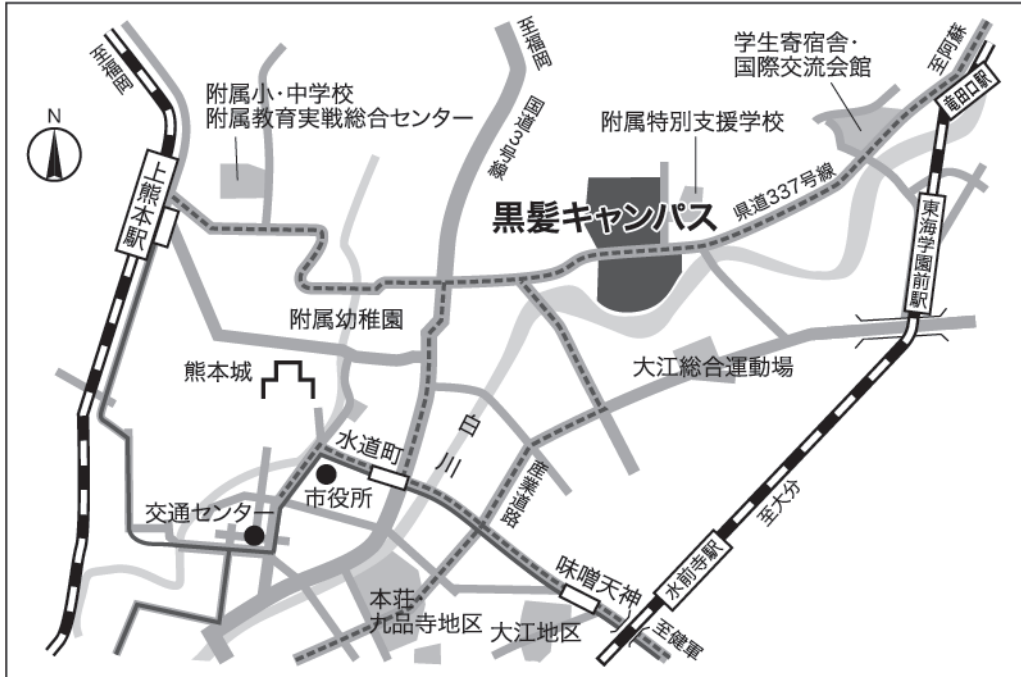 至福岡
N
附属小・中学校
附属教育実戦総合センター
上熊本駅
至福岡
国道3号線
学生寄宿舎・
国際交流会館
至阿蘇
竜田口駅
附属特別支援学校
黒髪キャンパス
県道337号線
東海学園前駅
附属幼稚園
熊本城
大江総合運動場
白川
水道町
市役所
交通センター
産業道路
至大分
水前寺駅
味噌天神
本荘・
九品寺地区
大江地区
至健軍